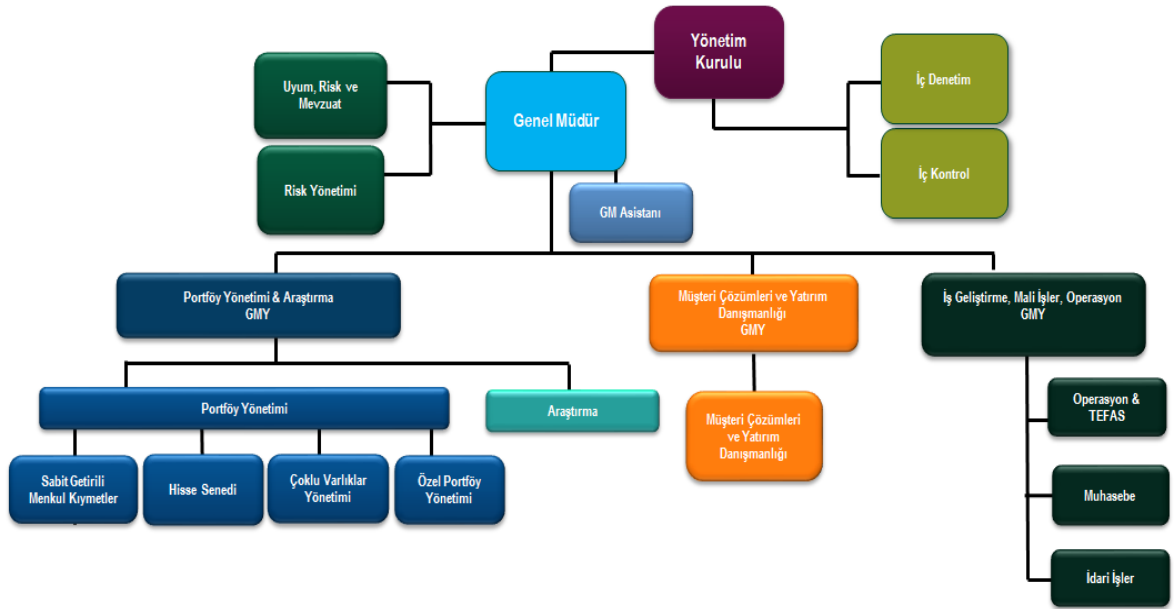 Yönetim
Kurulu
Uyum, Risk ve
Mevzuat
Genel Müdür
İç Denetim
Risk Yönetimi
GM Asistanı
İç Kontrol
Portföy Yönetimi & Araştırma
GMY
Müşteri Çözümleri ve Yatırım
Danışmanlığı
GMY
İş Geliştirme, Mali İşler, Operasyon
GMY
Portföy Yönetimi
Araştırma
Müşteri Çözümleri
ve Yatırım
Danışmanlığı
Operasyon &
TEFAS
Sabit Getirili
Menkul Kıymetler
Hisse Senedi
Çoklu Varlıklar
Yönetimi
Özel Portföy
Yönetimi
Muhasebe
İdari İşler